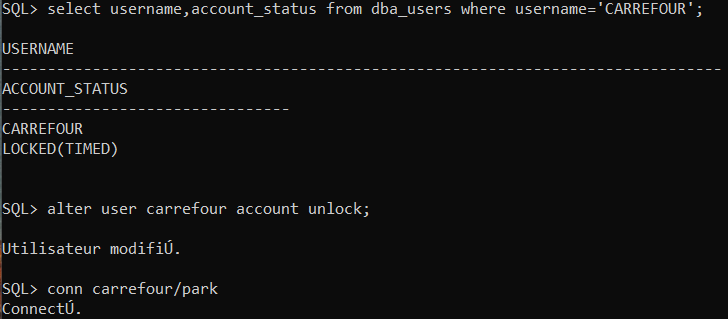 SQL> select username,account_status from dba_users where username='CARREFOUR';
USERNAME
--------------------------------------------------------------------------------
ACCOUNT_STATUS
--------------------------------
CARREFOUR
LOCKED(TIMED)
SQL> alter user carrefour account unlock;
Utilisateur modifiÚ.
SQL> conn carrefour/park
ConnectÚ.